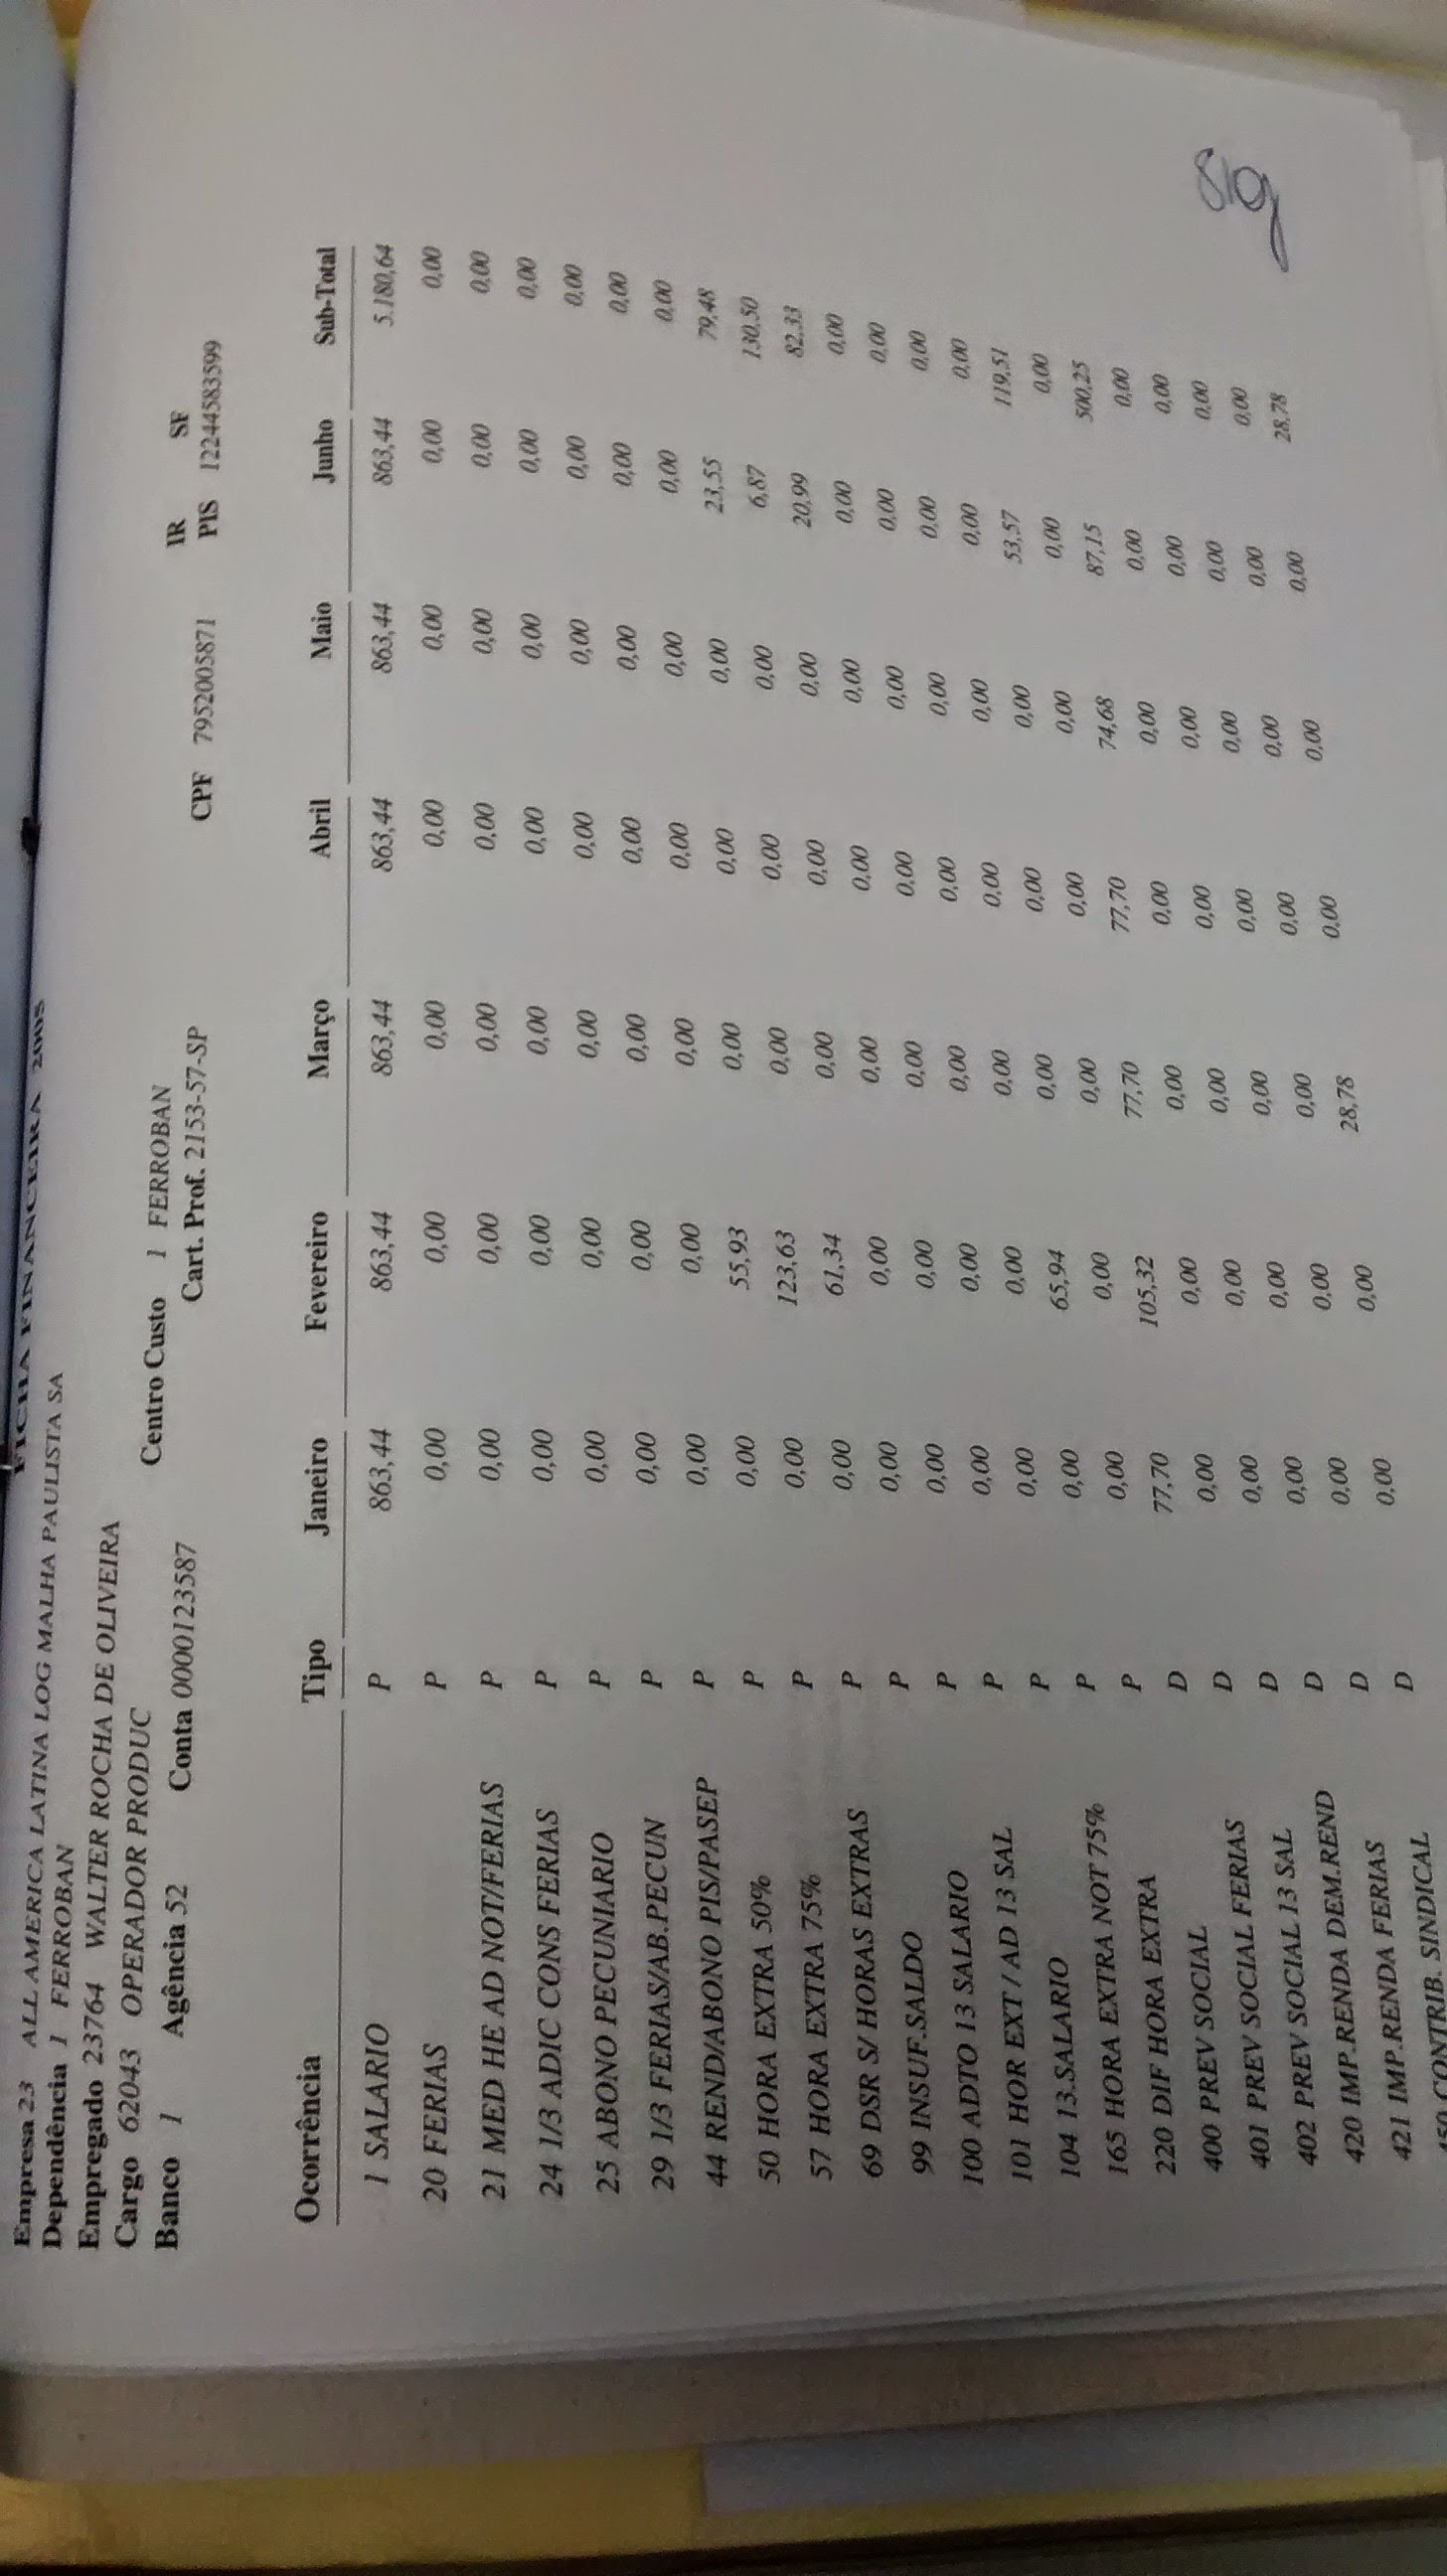 FICHA FINANCEIRA 2005
Empresa 23 ALL AMERICA LATINA LOG MALHA PAULISTA SA
Dependência 1 FERROBAN
Empregado 23764 WALTER ROCHA DE OLIVEIRA
Cargo 62043 OPERADOR PRODUC Centro Custo 1 FERROBAN IR SF
Banco 1 Agência 52 Conta 0000123587 Cart. Prof. 2153-57-SP CPF 7952005871 PIS 12244583599
Ocorrência Tipo Janeiro Fevereiro Março Abril Maio Junho Sub-Total
1 SALARIO P 863,44 863,44 863,44 863,44 863,44 863,44 5.180,64
20 FERIAS P 0,00 0,00 0,00 0,00 0,00 0,00 0,00
21 MED HE AD NOT/FERIAS P 0,00 0,00 0,00 0,00 0,00 0,00 0,00
24 1/3 ADIC CONS FERIAS P 0,00 0,00 0,00 0,00 0,00 0,00 0,00
25 ABONO PECUNIARIO P 0,00 0,00 0,00 0,00 0,00 0,00 0,00
29 1/3 FERIAS/AB.PECUN P 0,00 0,00 0,00 0,00 0,00 0,00 0,00
44 REND/ABONO PIS/PASEP P 0,00 0,00 0,00 0,00 0,00 0,00 0,00
50 HORA EXTRA 50% P 0,00 55,93 0,00 0,00 0,00 23,55 79,48
57 HORA EXTRA 75% P 0,00 123,63 0,00 0,00 0,00 6,87 130,50
69 DSR S/ HORAS EXTRAS P 0,00 61,34 0,00 0,00 0,00 20,99 82,33
99 INSUF.SALDO P 0,00 0,00 0,00 0,00 0,00 0,00 0,00
100 ADTO 13 SALARIO P 0,00 0,00 0,00 0,00 0,00 0,00 0,00
101 HOR EXT / AD 13 SAL P 0,00 0,00 0,00 0,00 0,00 0,00 0,00
104 13.SALARIO P 0,00 0,00 0,00 0,00 0,00 0,00 0,00
165 HORA EXTRA NOT 75% P 0,00 65,94 0,00 0,00 0,00 53,57 119,51
220 DIF HORA EXTRA P 0,00 0,00 0,00 0,00 0,00 0,00 0,00
400 PREV SOCIAL D 77,70 105,32 77,70 77,70 74,68 87,15 500,25
401 PREV SOCIAL FERIAS D 0,00 0,00 0,00 0,00 0,00 0,00 0,00
402 PREV SOCIAL 13 SAL D 0,00 0,00 0,00 0,00 0,00 0,00 0,00
420 IMP.RENDA DEM.REND D 0,00 0,00 0,00 0,00 0,00 0,00 0,00
421 IMP.RENDA FERIAS D 0,00 0,00 0,00 0,00 0,00 0,00 0,00
450 CONTRIB. SINDICAL D 0,00 0,00 28,78 0,00 0,00 0,00 28,78